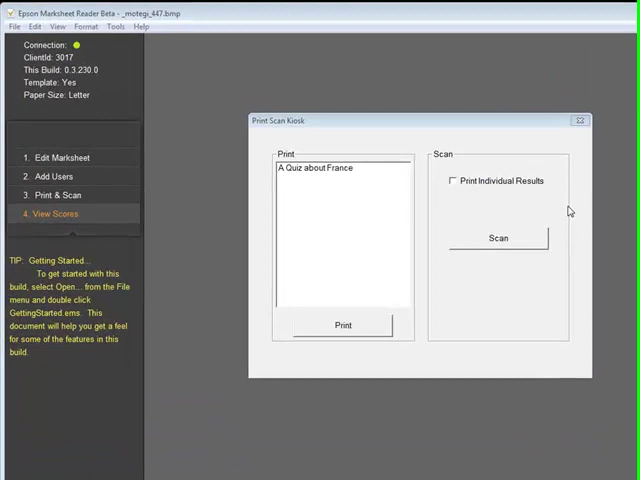 Epson Marksheet Reader Beta - _motegi_447.bmp
File Edit View Format Tools Help
Connection:
ClientId: 3017
This Build: 0.3.230.0
Template: Yes
Paper Size: Letter
1. Edit Marksheet
2. Add Users
3. Print & Scan
4. View Scores
TIP: Getting Started...
To get started with this
build, select Open... from the File
menu and double click
GettingStarted.ems. This
document will help you get a feel
for some of the features in this
build.
Print Scan Kiosk
Print
A Quiz about France
Print
Scan
Print Individual Results
Scan